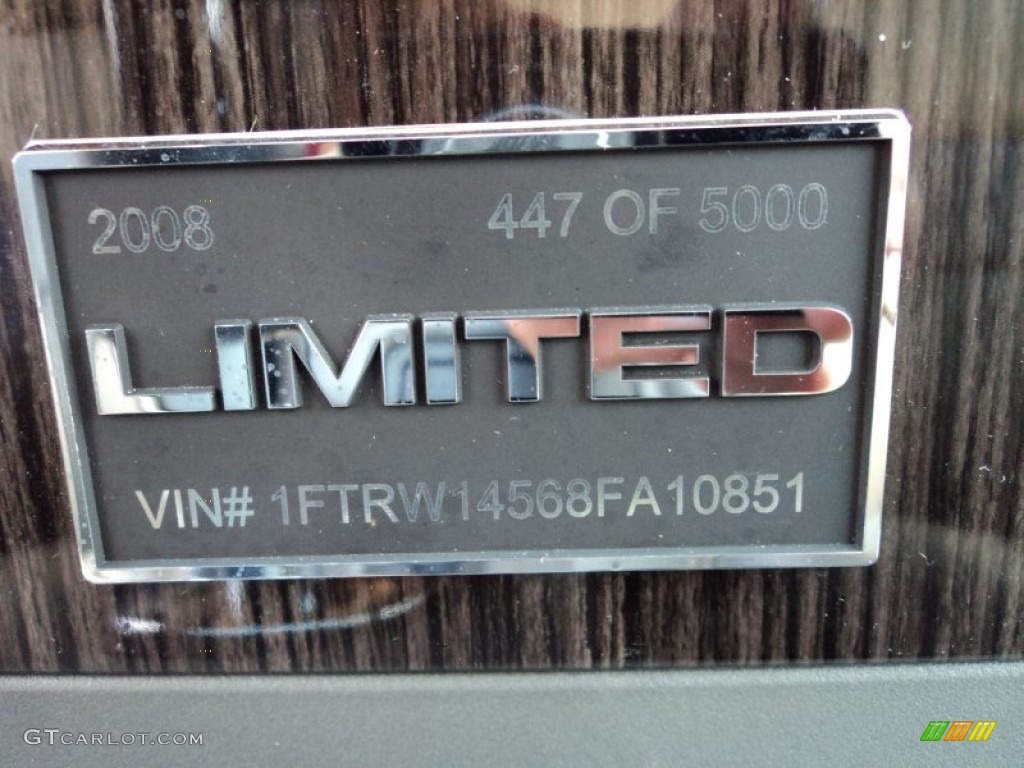 2008 447 OF 5000
LIMITED
VIN# 1FTRW14568FA10851
GTCARLOT.COM